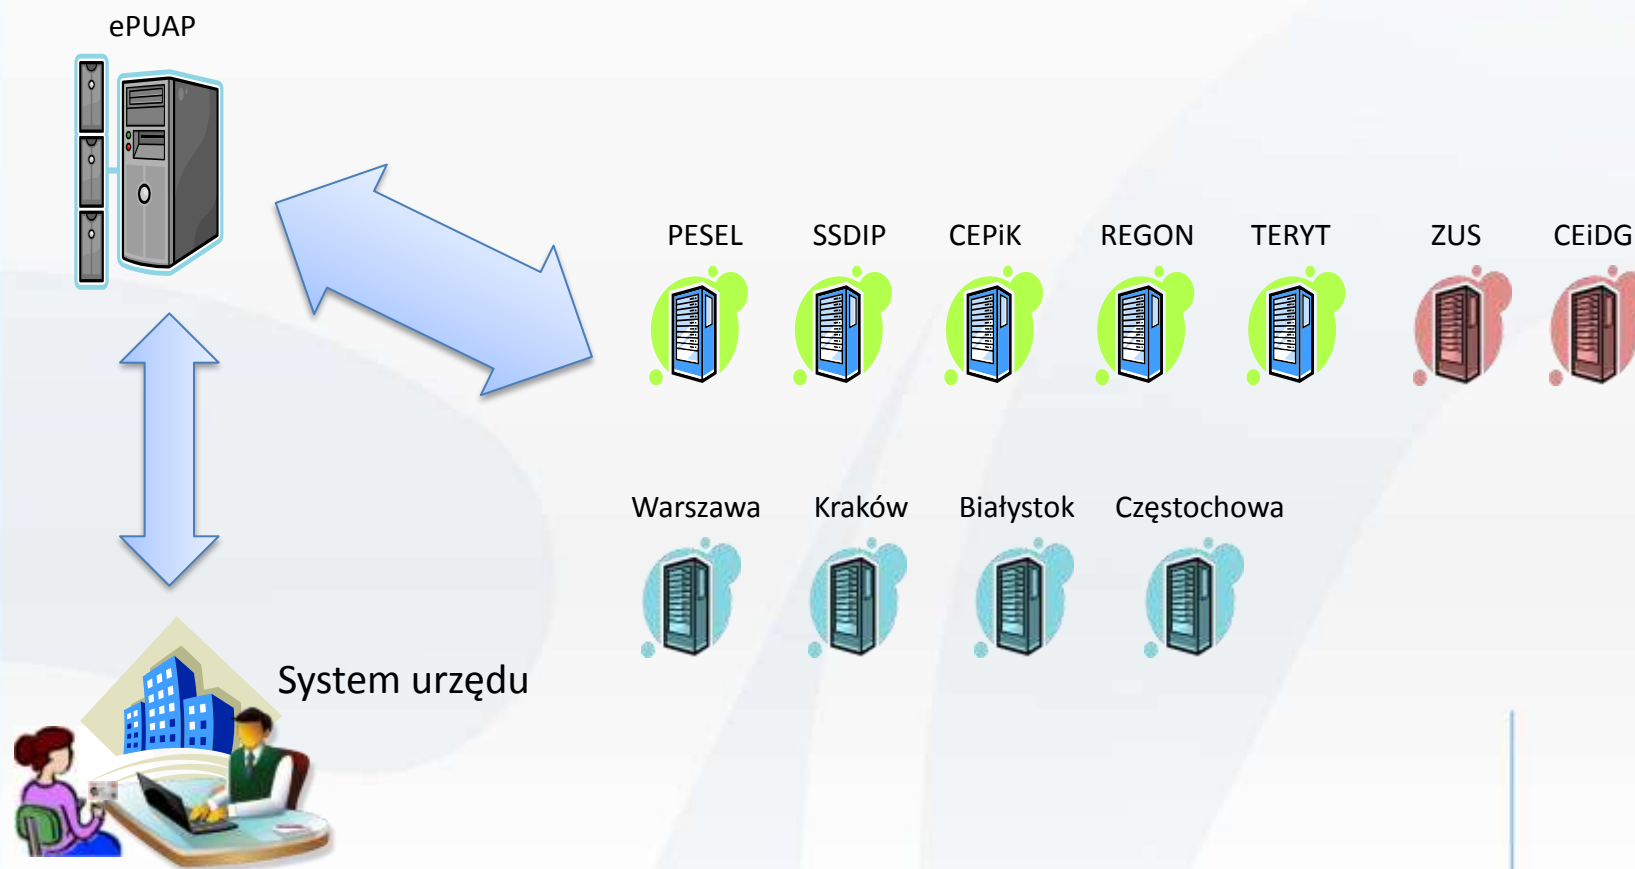 ePUAP
PESEL SSDIP CEPiK REGON TERYT ZUS CEiDG
Warszawa Kraków Białystok Częstochowa
System urzędu